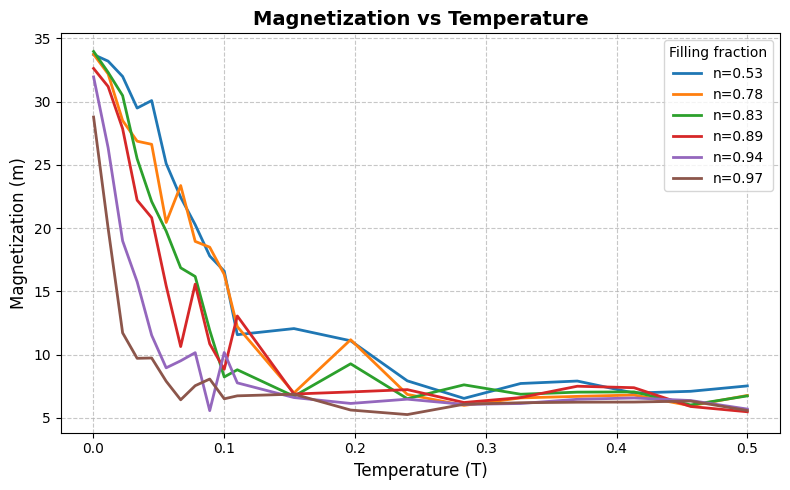 Magnetization vs Temperature
Magnetization (m)
35
30
25
20
15
10
5
Filling fraction
n=0.53
n=0.78
n=0.83
n=0.89
n=0.94
n=0.97
0.0 0.1 0.2 0.3 0.4 0.5
Temperature (T)